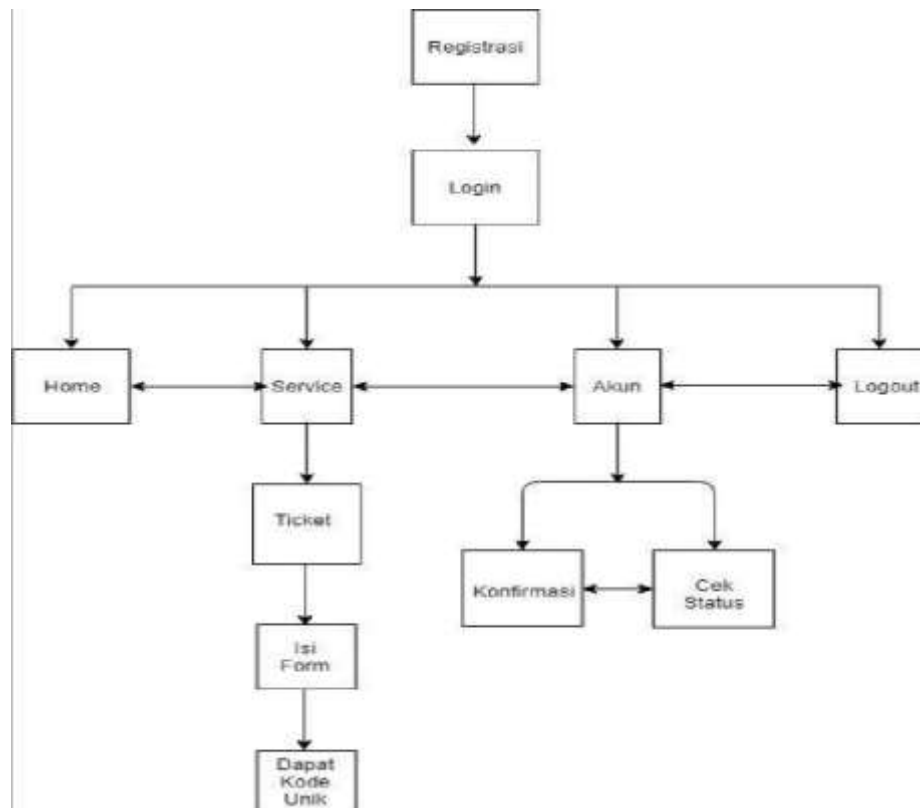 Registrasi
Login
Home
Service
Akun
Logout
Ticket
Konfirmasi
Cek
Status
Isi
Form
Dapat
Kode
Unik